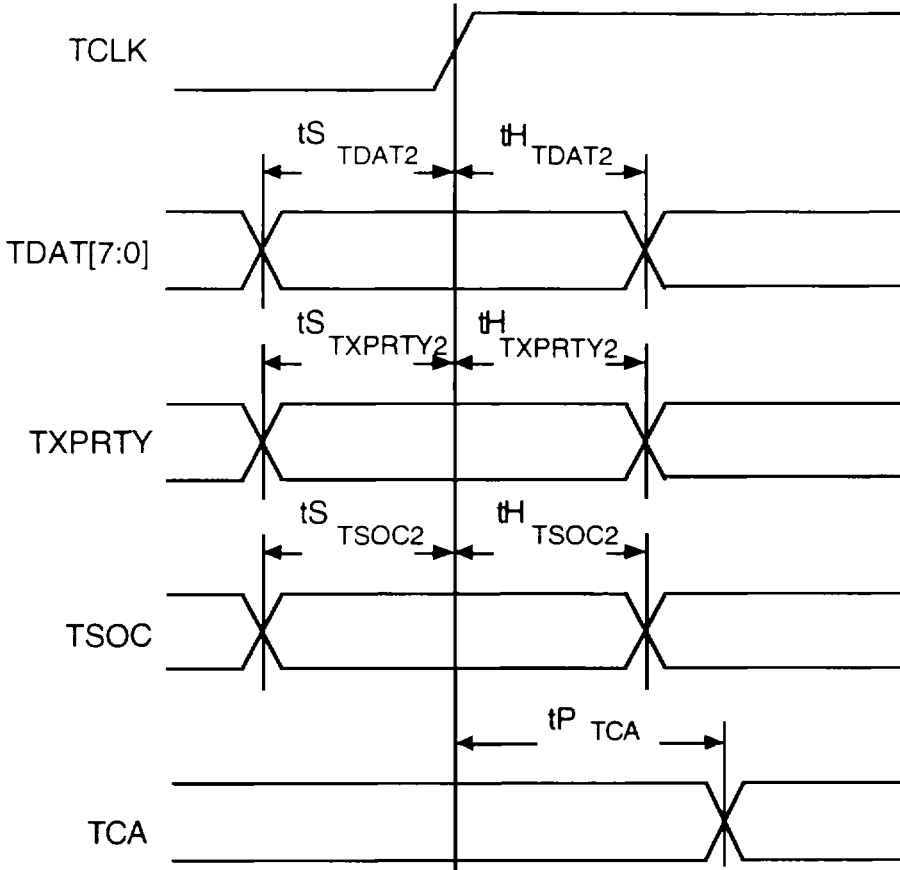 TCLK
tS TDAT2 tH TDAT2
TDAT[7:0]
tS TXPRTY2 tH TXPRTY2
TXPRTY
tS TSOC2 tH TSOC2
TSOC
tP TCA
TCA